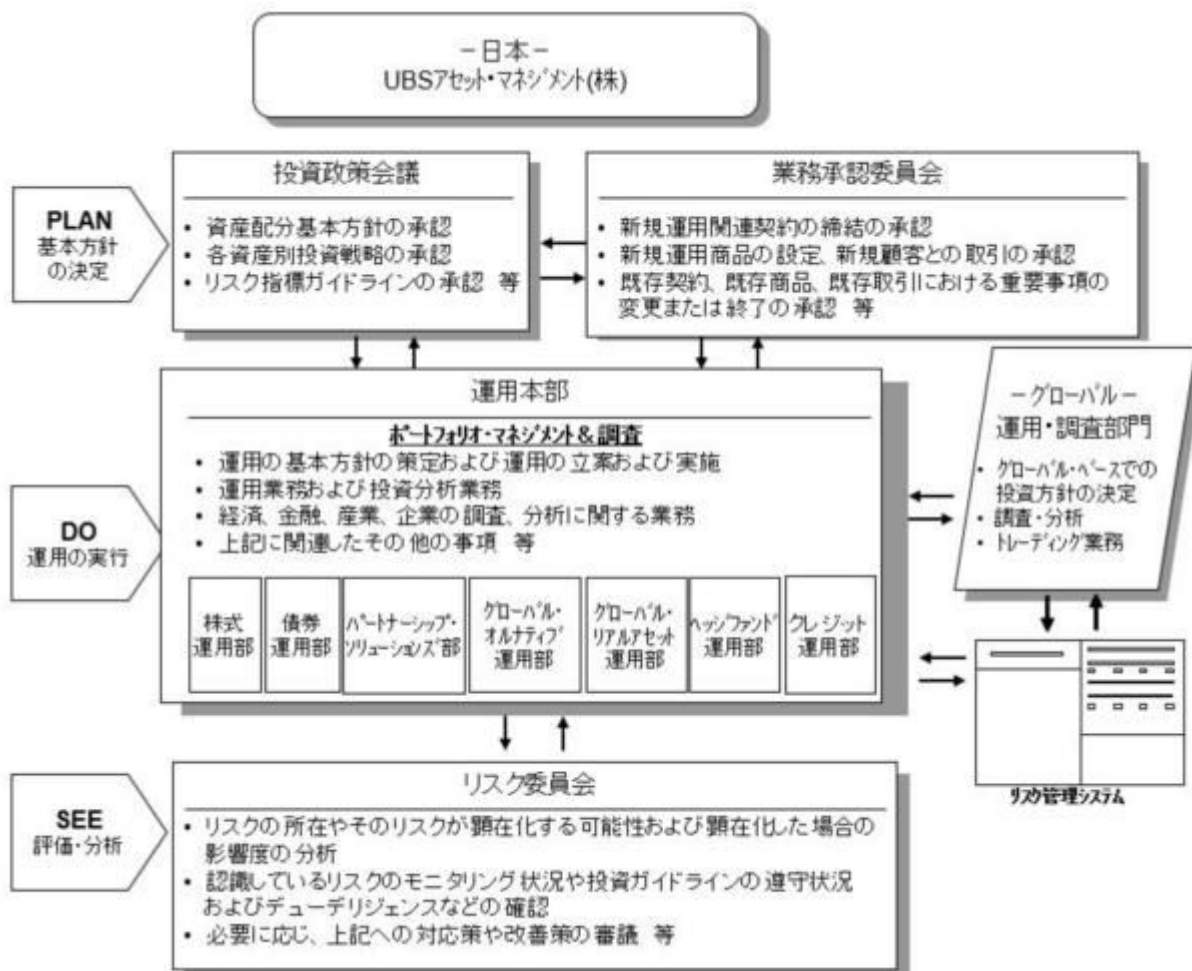 －日本－
UBSアセット・マネジメント(株)
PLAN
基本方針
の決定
投資政策会議
• 資産配分基本方針の承認
• 各資産別投資戦略の承認
• リスク指標ガイドラインの承認 等
業務承認委員会
• 新規運用関連契約の締結の承認
• 新規運用商品の設定、新規顧客との取引の承認
• 既存契約、既存商品、既存取引における重要事項の
変更または終了の承認 等
DO
運用の実行
運用本部
ポートフォリオ・マネジメント＆調査
• 運用の基本方針の策定および運用の立案および実施
• 運用業務および投資分析業務
• 経済、金融、産業、企業の調査、分析に関する業務
• 上記に関連したその他の事項 等
株式
運用部
債券
運用部
パートナーシップ・
ソリューションズ部
グローバル・
オルナティブ
運用部
グローバル・
リアルアセット
運用部
ヘッジファンド
運用部
クレジット
運用部
－グローバル－
運用・調査部門
• グローバル・ベースでの
投資方針の決定
• 調査・分析
• トレーディング業務
リスク管理システム
SEE
評価・分析
リスク委員会
• リスクの所在やそのリスクが顕在化する可能性および顕在化した場合の
影響度の分析
• 認識しているリスクのモニタリング状況や投資ガイドラインの遵守状況
およびデューデリジェンスなどの確認
• 必要に応じ、上記への対応策や改善策の審議 等